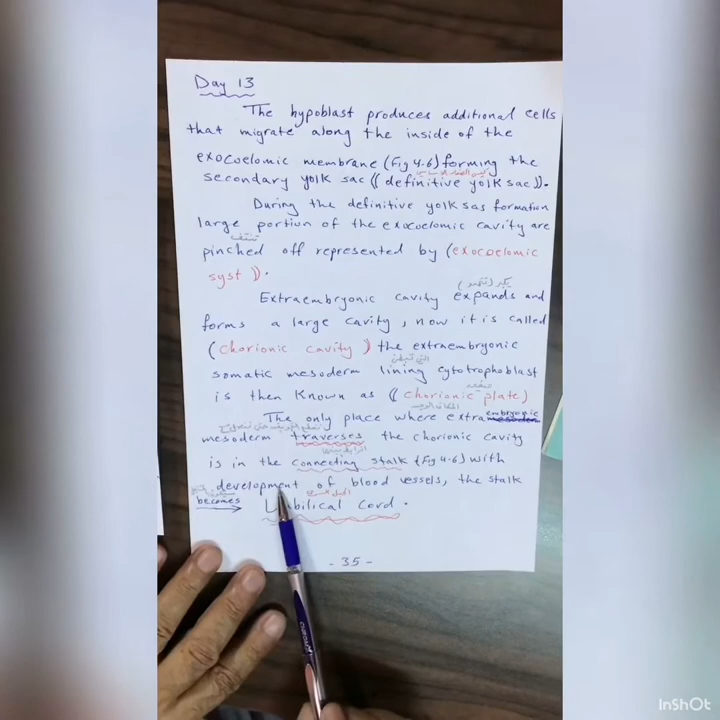 Day 13
The hypoblast produces additional cells
that migrate along the inside of the
exocoelomic membrane (Fig 4.6) forming the
secondary yolk sac ((definitive yolk sac)).
During the definitive yolk sas formation
large portion of the exocoelomic cavity are
pinched off represented by (exocoelomic
syst)).
Extraembryonic cavity expands and
forms a large cavity, now it is called
(chorionic cavity) the extraembryonic
somatic mesoderm lining cytotrophoblast
is then Known as ((chorionic plate)
The only place where extraembryonic
mesoderm traverses the chorionic cavity
is in the connecting stalk (Fig 4.6) with
development of blood vessels, the stalk
becomes Umbilical Cord.
- 35 -
InShOt